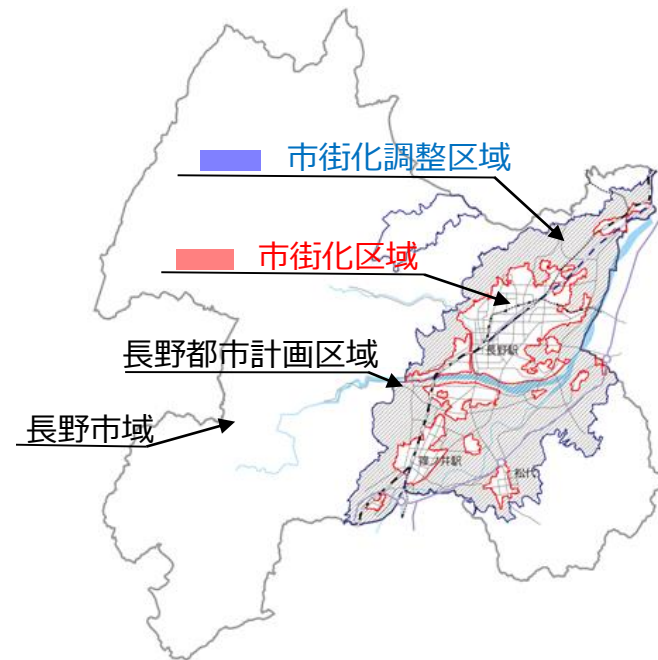 市街化調整区域
市街化区域
長野駅
長野都市計画区域
長野市域
篠ノ井駅
松代